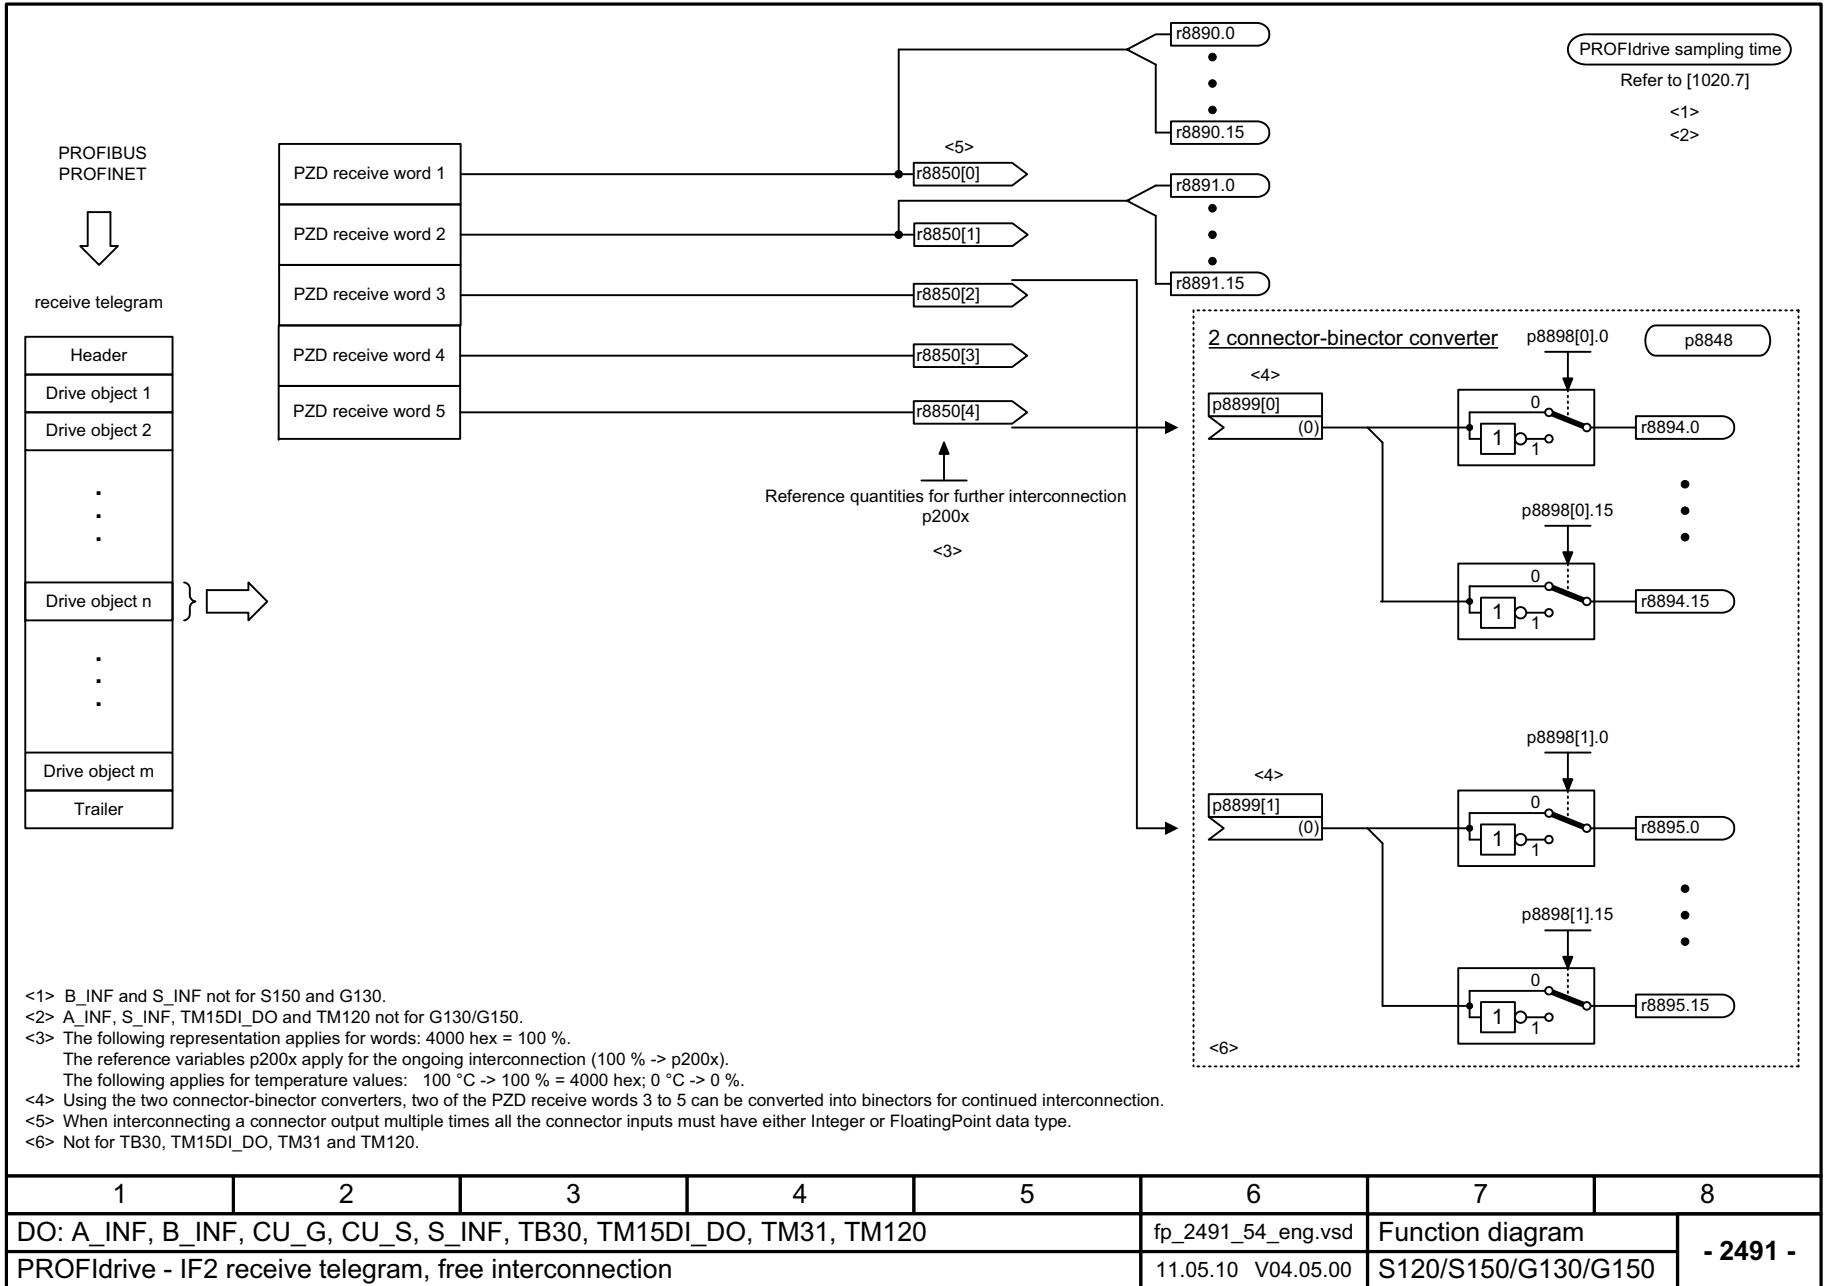 r8890.0
PROFIdrive sampling time
Refer to [1020.7]
<1>
<2>
r8890.15
PROFIBUS
PROFINET
receive telegram
Header
Drive object 1
Drive object 2
Drive object n
Drive object m
Trailer
PZD receive word 1
PZD receive word 2
PZD receive word 3
PZD receive word 4
PZD receive word 5
<5>
r8850[0]
r8850[1]
r8850[2]
r8850[3]
r8850[4]
r8891.0
r8891.15
Reference quantities for further interconnection
p200x
<3>
2 connector-binector converter
p8898[0].0
p8848
<4>
p8899[0]
(0)
0
1
1
r8894.0
p8898[0].15
0
1
1
r8894.15
p8898[1].0
<4>
p8899[1]
(0)
0
1
1
r8895.0
p8898[1].15
0
1
1
r8895.15
<6>
<1> B_INF and S_INF not for S150 and G130.
<2> A_INF, S_INF, TM15DI_DO and TM120 not for G130/G150.
<3> The following representation applies for words: 4000 hex = 100 %.
The reference variables p200x apply for the ongoing interconnection (100 % -> p200x).
The following applies for temperature values: 100 °C -> 100 % = 4000 hex; 0 °C -> 0 %.
<4> Using the two connector-binector converters, two of the PZD receive words 3 to 5 can be converted into binectors for continued interconnection.
<5> When interconnecting a connector output multiple times all the connector inputs must have either Integer or FloatingPoint data type.
<6> Not for TB30, TM15DI_DO, TM31 and TM120.
1 2 3 4 5 6 7 8
DO: A_INF, B_INF, CU_G, CU_S, S_INF, TB30, TM15DI_DO, TM31, TM120
fp_2491_54_eng.vsd
Function diagram
- 2491 -
PROFIdrive - IF2 receive telegram, free interconnection
11.05.10 V04.05.00
S120/S150/G130/G150